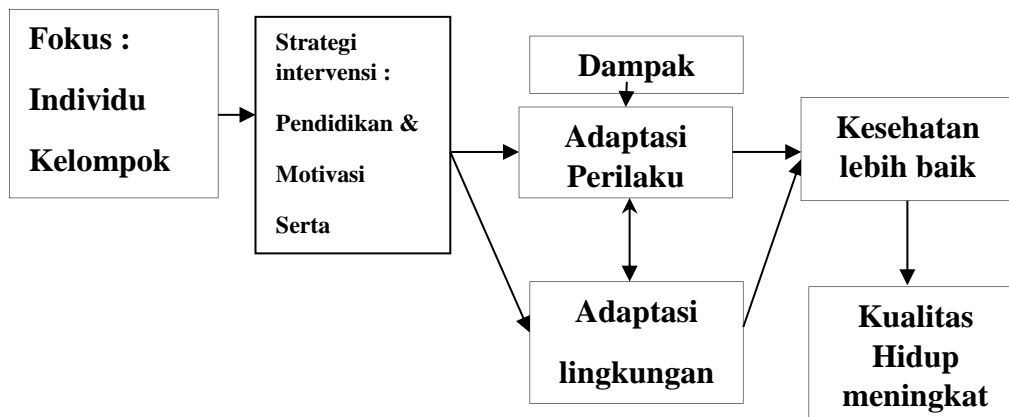 Fokus :
Individu
Kelompok
Strategi
intervensi :
Pendidikan &
Motivasi
Serta
Dampak
Adaptasi
Perilaku
Adaptasi
lingkungan
Kesehatan
lebih baik
Kualitas
Hidup
meningkat